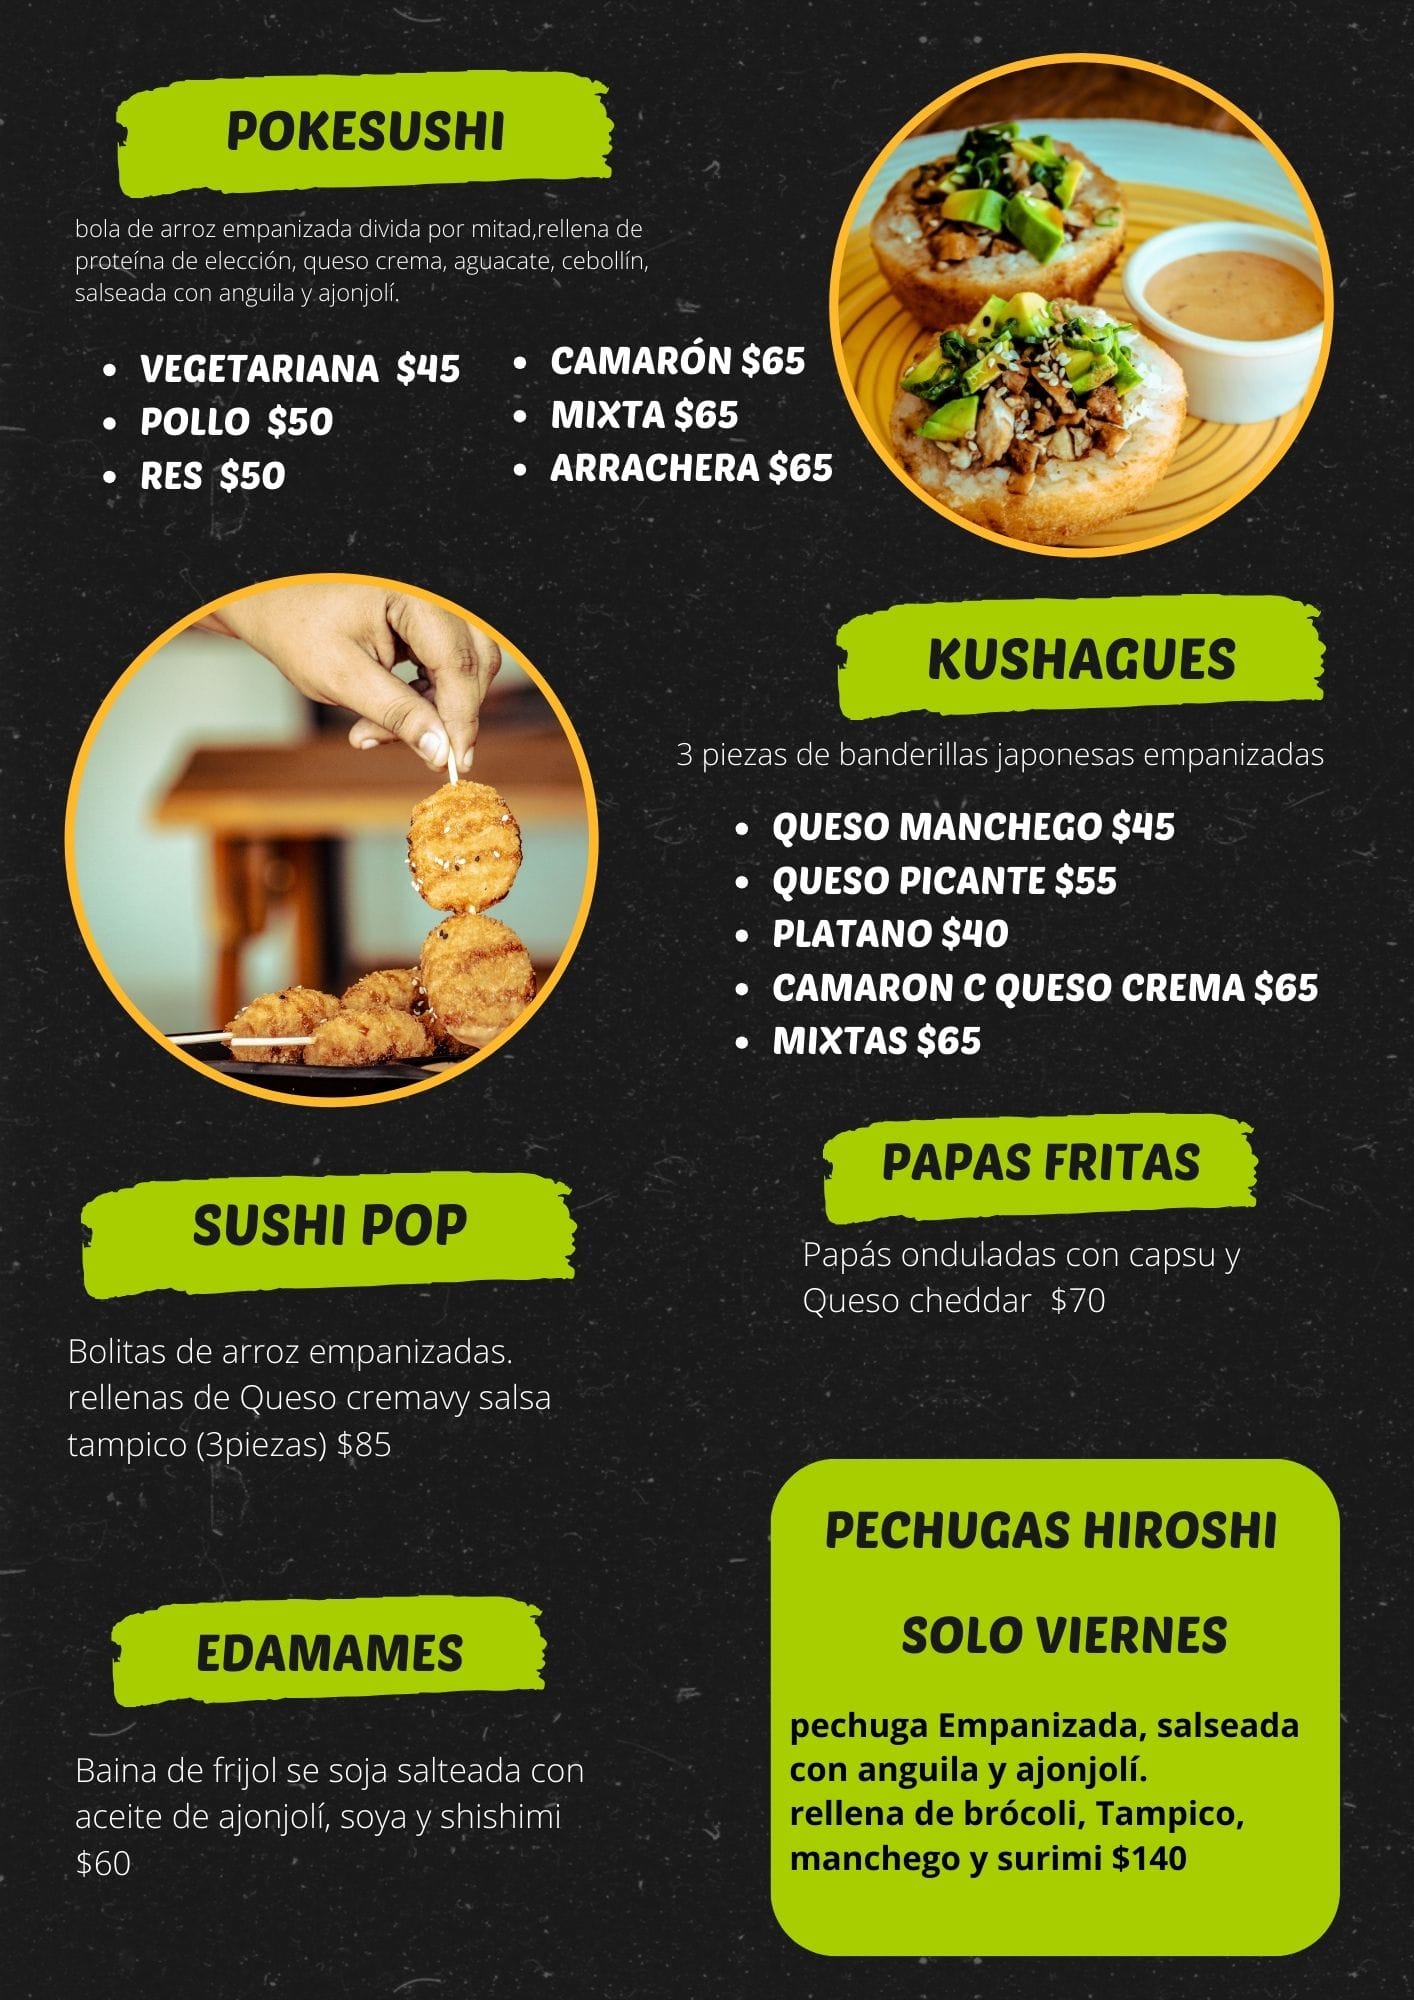 POKESUSHI
bola de arroz empanizada divida por mitad,rellena de
proteína de elección, queso crema, aguacate, cebollín,
salseada con anguila y ajonjolí.
• VEGETARIANA $45
• POLLO $50
• RES $50
• CAMARÓN $65
• MIXTA $65
• ARRACHERA $65
KUSHAGUES
3 piezas de banderillas japonesas empanizadas
• QUESO MANCHEGO $45
• QUESO PICANTE $55
• PLATANO $40
• CAMARON C QUESO CREMA $65
• MIXTAS $65
PAPAS FRITAS
Papás onduladas con capsu y
Queso cheddar $70
SUSHI POP
Bolitas de arroz empanizadas.
rellenas de Queso cremavy salsa
tampico (3piezas) $85
EDAMAMES
Baina de frijol se soja salteada con
aceite de ajonjolí, soya y shishimi
$60
PECHUGAS HIROSHI
SOLO VIERNES
pechuga Empanizada, salseada
con anguila y ajonjolí.
rellena de brócoli, Tampico,
manchego y surimi $140